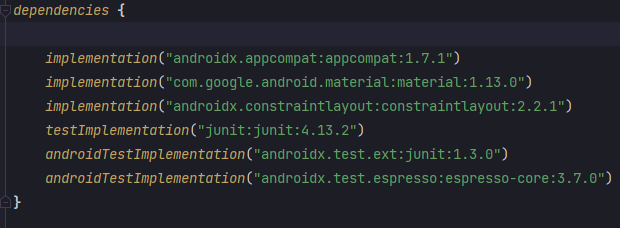 dependencies {
implementation("androidx.appcompat:appcompat:1.7.1")
implementation("com.google.android.material:material:1.13.0")
implementation("androidx.constraintlayout:constraintlayout:2.2.1")
testImplementation("junit:junit:4.13.2")
androidTestImplementation("androidx.test.ext:junit:1.3.0")
androidTestImplementation("androidx.test.espresso:espresso-core:3.7.0")
}